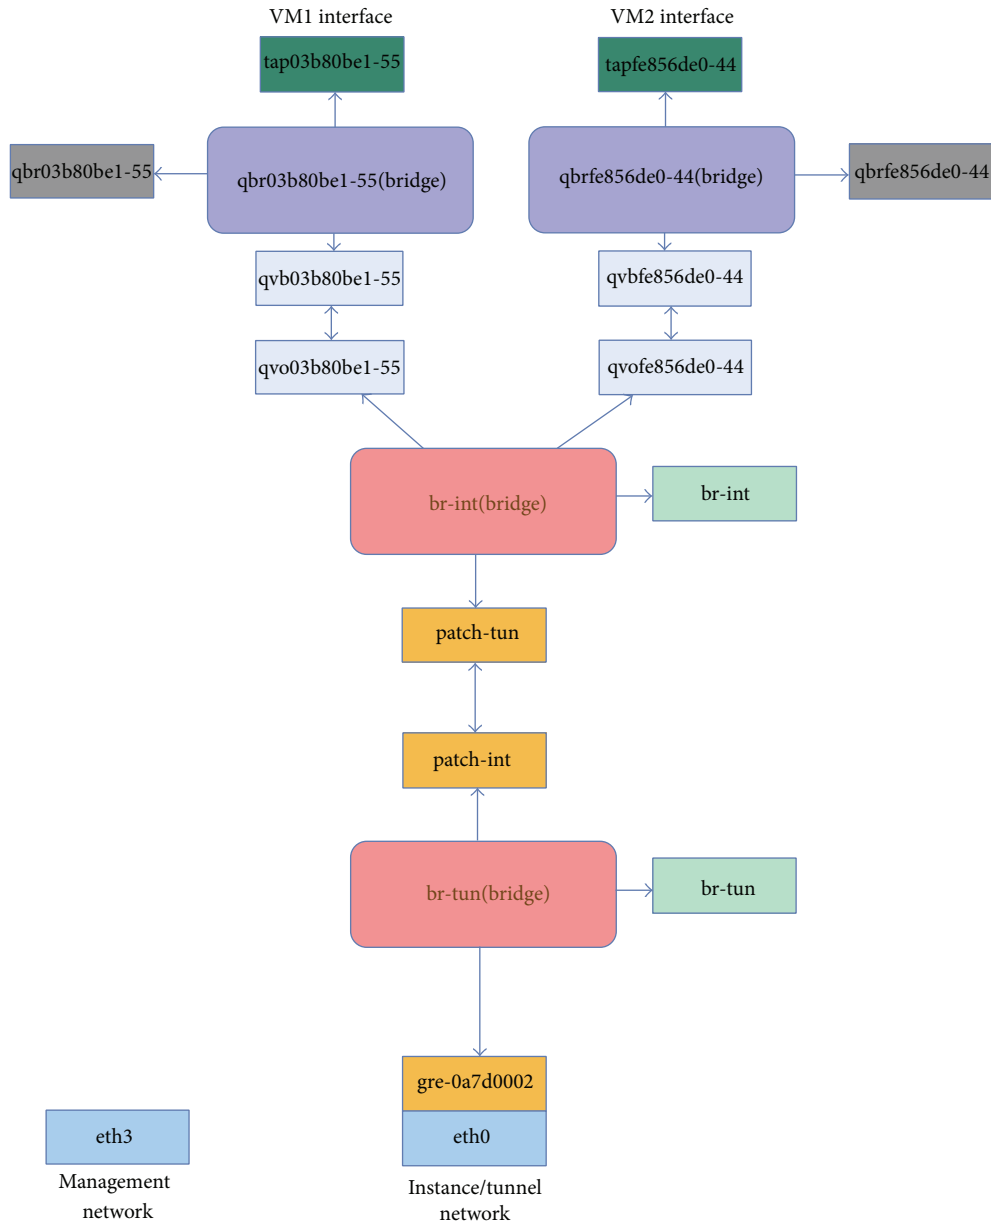 VM1 interface
VM2 interface
tap03b80be1-55
tapfe856de0-44
qbr03b80be1-55
qbr03b80be1-55(bridge)
qbrfe856de0-44(bridge)
qbrfe856de0-44
qvb03b80be1-55
qvbfe856de0-44
qvo03b80be1-55
qvofe856de0-44
br-int(bridge)
br-int
patch-tun
patch-int
br-tun(bridge)
br-tun
gre-0a7d0002
eth3
eth0
Management
network
Instance/tunnel
network